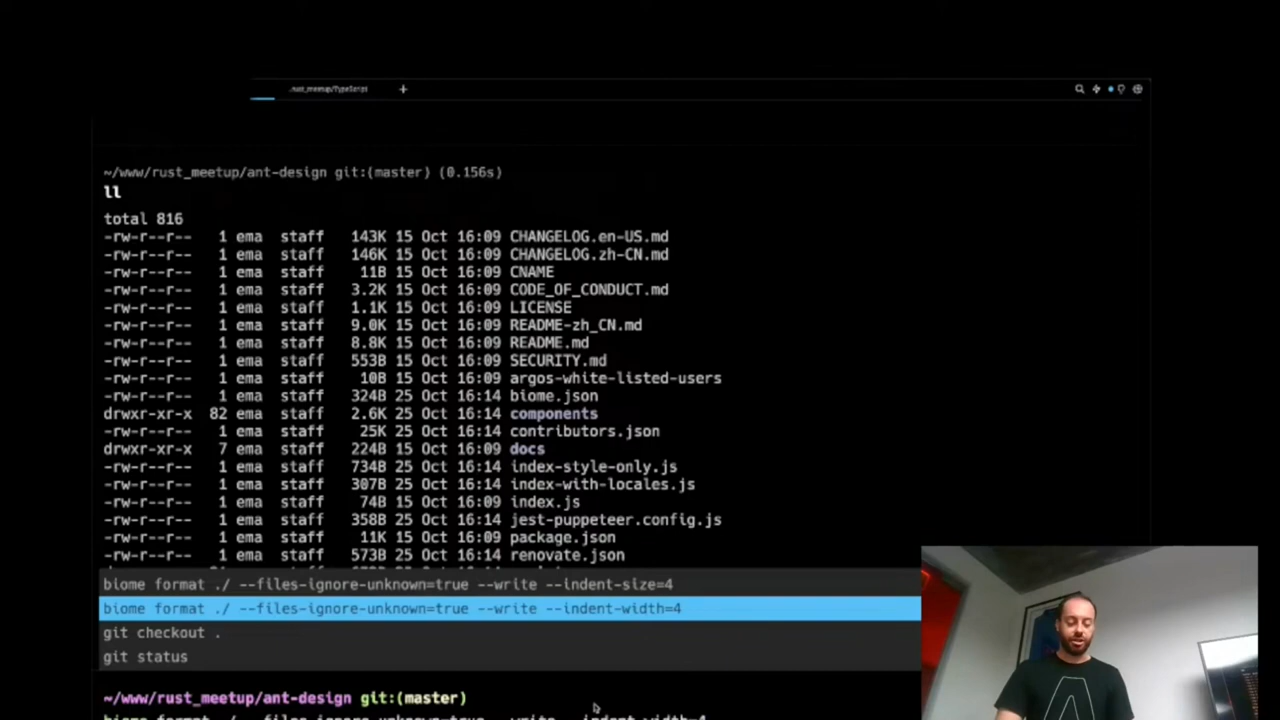 .rust_meetup/TypeScript +
~/www/rust_meetup/ant-design git:(master) (0.156s)
ll
total 816
-rw-r--r-- 1 ema staff 143K 15 Oct 16:09 CHANGELOG.en-US.md
-rw-r--r-- 1 ema staff 146K 15 Oct 16:09 CHANGELOG.zh-CN.md
-rw-r--r-- 1 ema staff 11B 15 Oct 16:09 CNAME
-rw-r--r-- 1 ema staff 3.2K 15 Oct 16:09 CODE_OF_CONDUCT.md
-rw-r--r-- 1 ema staff 1.1K 15 Oct 16:09 LICENSE
-rw-r--r-- 1 ema staff 9.0K 15 Oct 16:09 README-zh_CN.md
-rw-r--r-- 1 ema staff 8.8K 15 Oct 16:09 README.md
-rw-r--r-- 1 ema staff 553B 15 Oct 16:09 SECURITY.md
-rw-r--r-- 1 ema staff 10B 15 Oct 16:09 argos-white-listed-users
-rw-r--r-- 1 ema staff 324B 25 Oct 16:14 biome.json
drwxr-xr-x 82 ema staff 2.6K 25 Oct 16:14 components
-rw-r--r-- 1 ema staff 25K 25 Oct 16:14 contributors.json
drwxr-xr-x 7 ema staff 224B 25 Oct 16:09 docs
-rw-r--r-- 1 ema staff 734B 25 Oct 16:14 index-style-only.js
-rw-r--r-- 1 ema staff 307B 25 Oct 16:14 index-with-locales.js
-rw-r--r-- 1 ema staff 74B 15 Oct 16:09 index.js
-rw-r--r-- 1 ema staff 358B 25 Oct 16:14 jest-puppeteer.config.js
-rw-r--r-- 1 ema staff 11K 15 Oct 16:09 package.json
-rw-r--r-- 1 ema staff 573B 25 Oct 16:14 renovate.json
biome format ./ --files-ignore-unknown=true --write --indent-size=4
biome format ./ --files-ignore-unknown=true --write --indent-width=4
git checkout .
git status
~/www/rust_meetup/ant-design git:(master)
biome format ./ --files-ignore-unknown=true --write --indent-width=4